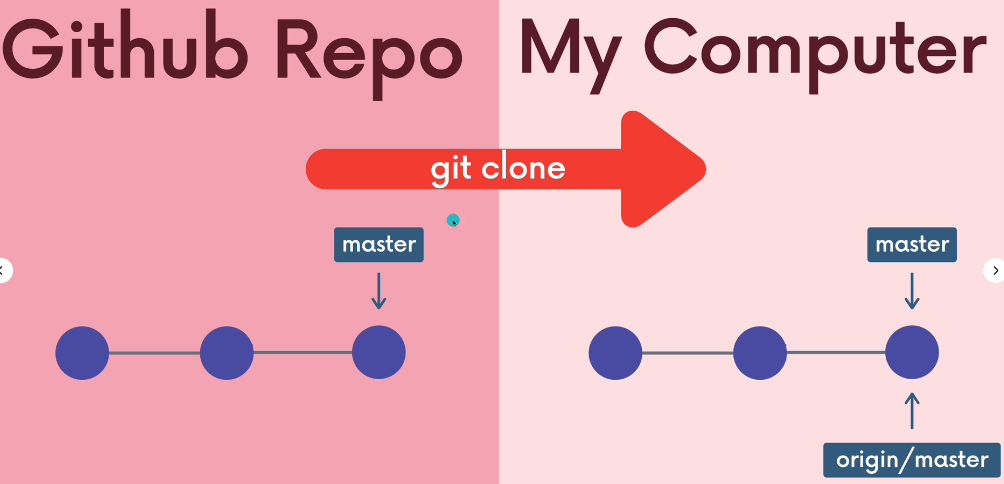 Github Repo
My Computer
git clone
master
master
origin/master